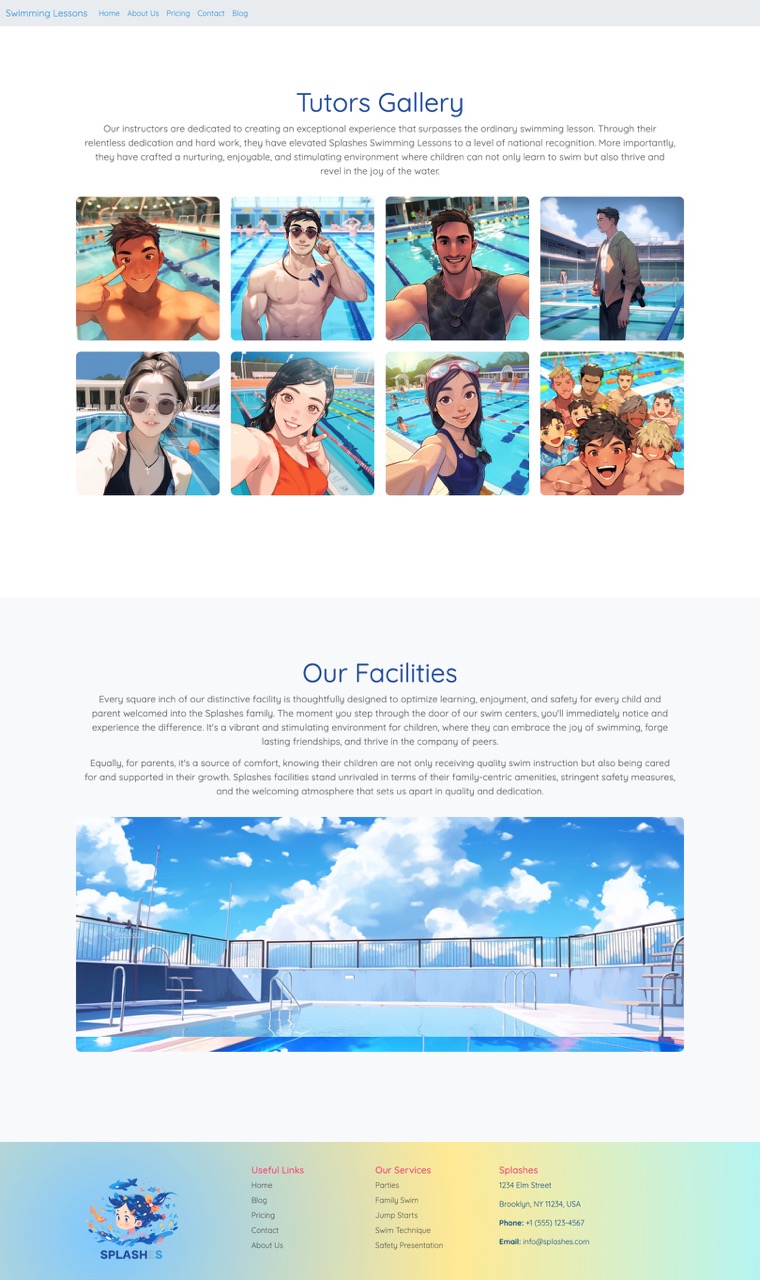 Swimming Lessons Home About Us Pricing Contact Blog
Tutors Gallery
Our instructors are dedicated to creating an exceptional experience that surpasses the ordinary swimming lesson. Through their
relentless dedication and hard work, they have elevated Splashes Swimming Lessons to a level of national recognition. More importantly,
they have crafted a nurturing, enjoyable, and stimulating environment where children can not only learn to swim but also thrive and
revel in the joy of the water.
Our Facilities
Every square inch of our distinctive facility is thoughtfully designed to optimize learning, enjoyment, and safety for every child and
parent welcomed into the Splashes family. The moment you step through the door of our swim centers, you'll immediately notice and
experience the difference. It's a vibrant and stimulating environment for children, where they can embrace the joy of swimming, forge
lasting friendships, and thrive in the company of peers.
Equally, for parents, it's a source of comfort, knowing their children are not only receiving quality swim instruction but also being cared
for and supported in their growth. Splashes facilities stand unrivaled in terms of their family-centric amenities, stringent safety measures,
and the welcoming atmosphere that sets us apart in quality and dedication.
SPLASHES
Useful Links
Home
Blog
Pricing
Contact
About Us
Our Services
Parties
Family Swim
Jump Starts
Swim Technique
Safety Presentation
Splashes
1234 Elm Street
Brooklyn, NY 11234, USA
Phone: +1 (555) 123-4567
Email: info@splashes.com